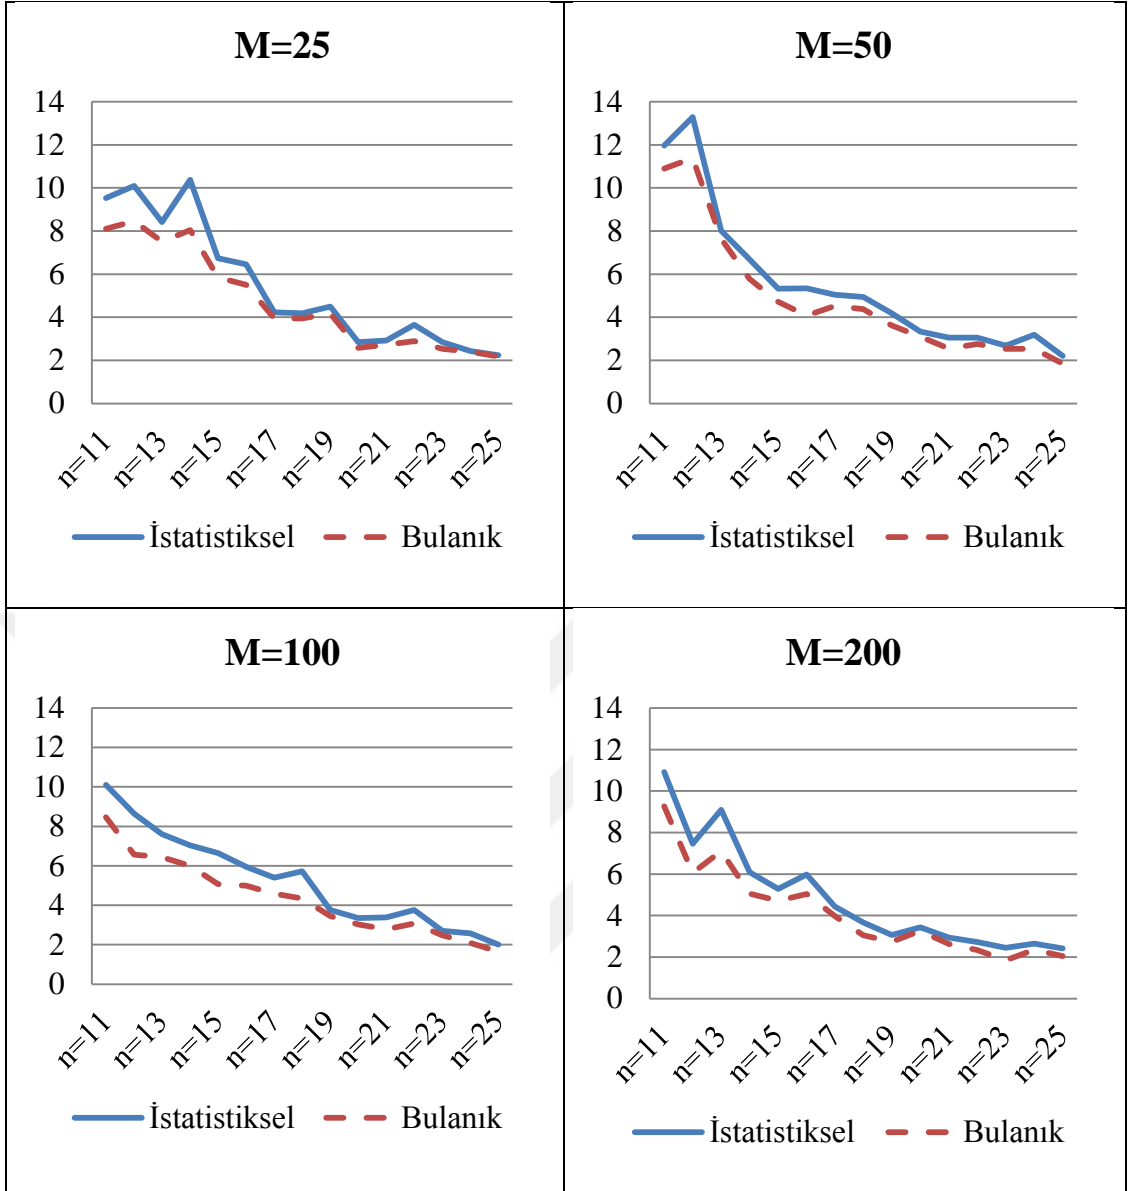 M=25
14
12
10
8
6
4
2
0
n=11
n=13
n=15
n=17
n=19
n=21
n=23
n=25
İstatistiksel
Bulanık
M=50
14
12
10
8
6
4
2
0
n=11
n=13
n=15
n=17
n=19
n=21
n=23
n=25
İstatistiksel
Bulanık
M=100
14
12
10
8
6
4
2
0
n=11
n=13
n=15
n=17
n=19
n=21
n=23
n=25
İstatistiksel
Bulanık
M=200
14
12
10
8
6
4
2
0
n=11
n=13
n=15
n=17
n=19
n=21
n=23
n=25
İstatistiksel
Bulanık